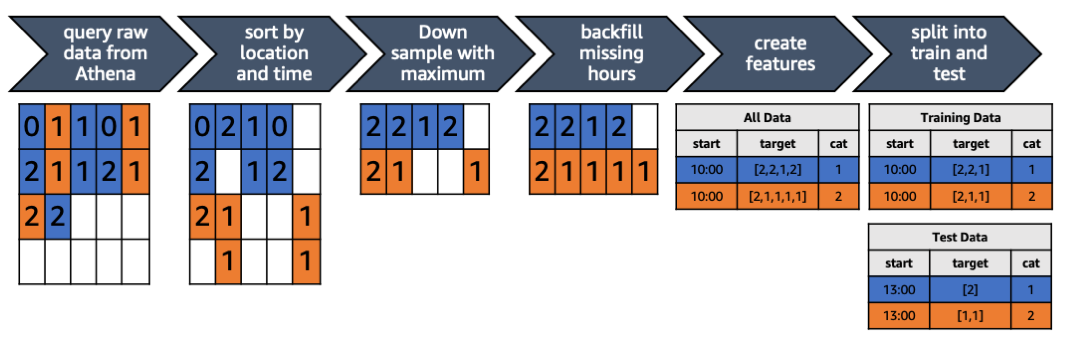 query raw
data from
Athena
sort by
location
and time
Down
sample with
maximum
backfill
missing
hours
create
features
split into
train and
test
0 1 1 0 1
2 1 1 2 1
2 2
0 2 1 0
2 1 2
2 1 1
1 1
2 2 1 2
2 1 1
2 2 1 2
2 1 1 1 1
All Data
start target cat
10:00 [2,2,1,2] 1
10:00 [2,1,1,1,1] 2
Training Data
start target cat
10:00 [2,2,1] 1
10:00 [2,1,1] 2
Test Data
start target cat
13:00 [2] 1
13:00 [1,1] 2